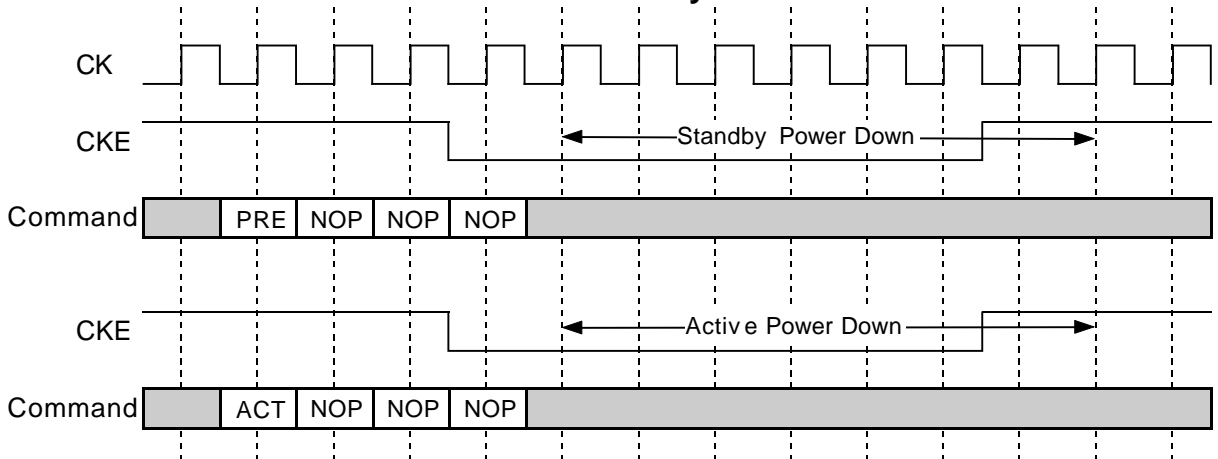 CK
CKE
Standby Power Down
Command
PRE NOP NOP NOP
CKE
Active Power Down
Command
ACT NOP NOP NOP